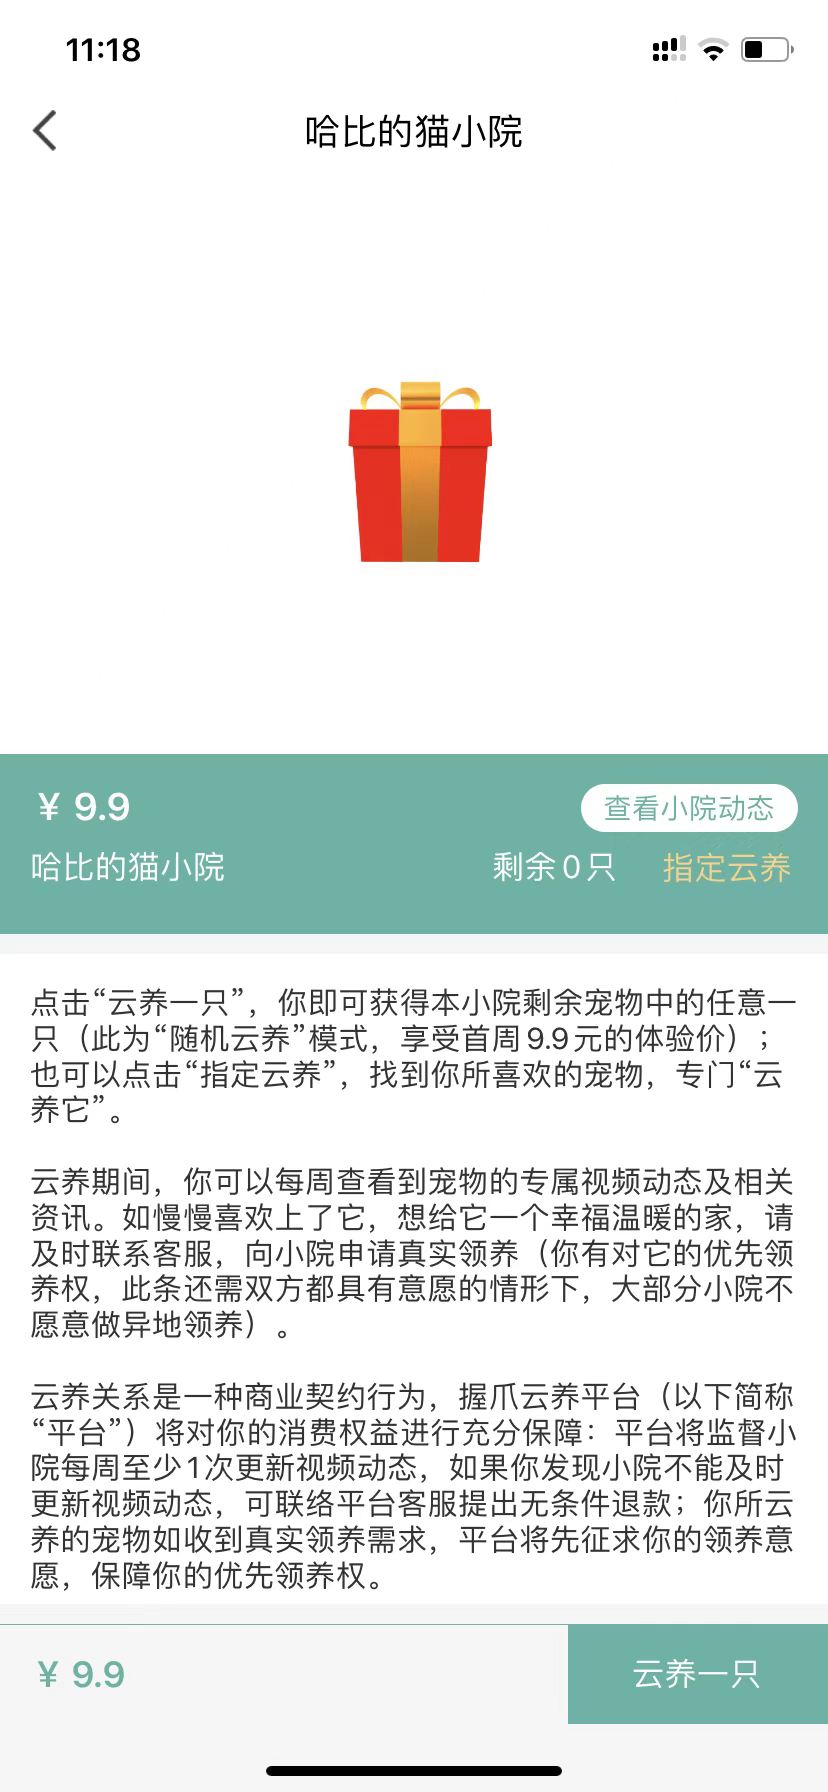 11:18
哈比的猫小院
¥ 9.9
查看小院动态
哈比的猫小院
剩余0只
指定云养
点击“云养一只”，你即可获得本小院剩余宠物中的任意一
只（此为“随机云养”模式，享受首周9.9元的体验价）；
也可以点击“指定云养”，找到你所喜欢的宠物，专门“云
养它”。
云养期间，你可以每周查看到宠物的专属视频动态及相关
资讯。如慢慢喜欢上了它，想给它一个幸福温暖的家，请
及时联系客服，向小院申请真实领养（你有对它的优先领
养权，此条还需双方都具有意愿的情形下，大部分小院不
愿意做异地领养）。
云养关系是一种商业契约行为，握爪云养平台（以下简称
“平台”）将对你的消费权益进行充分保障：平台将监督小
院每周至少1次更新视频动态，如果你发现小院不能及时
更新视频动态，可联络平台客服提出无条件退款；你所云
养的宠物如收到真实领养需求，平台将先征求你的领养意
愿，保障你的优先领养权。
¥ 9.9
云养一只